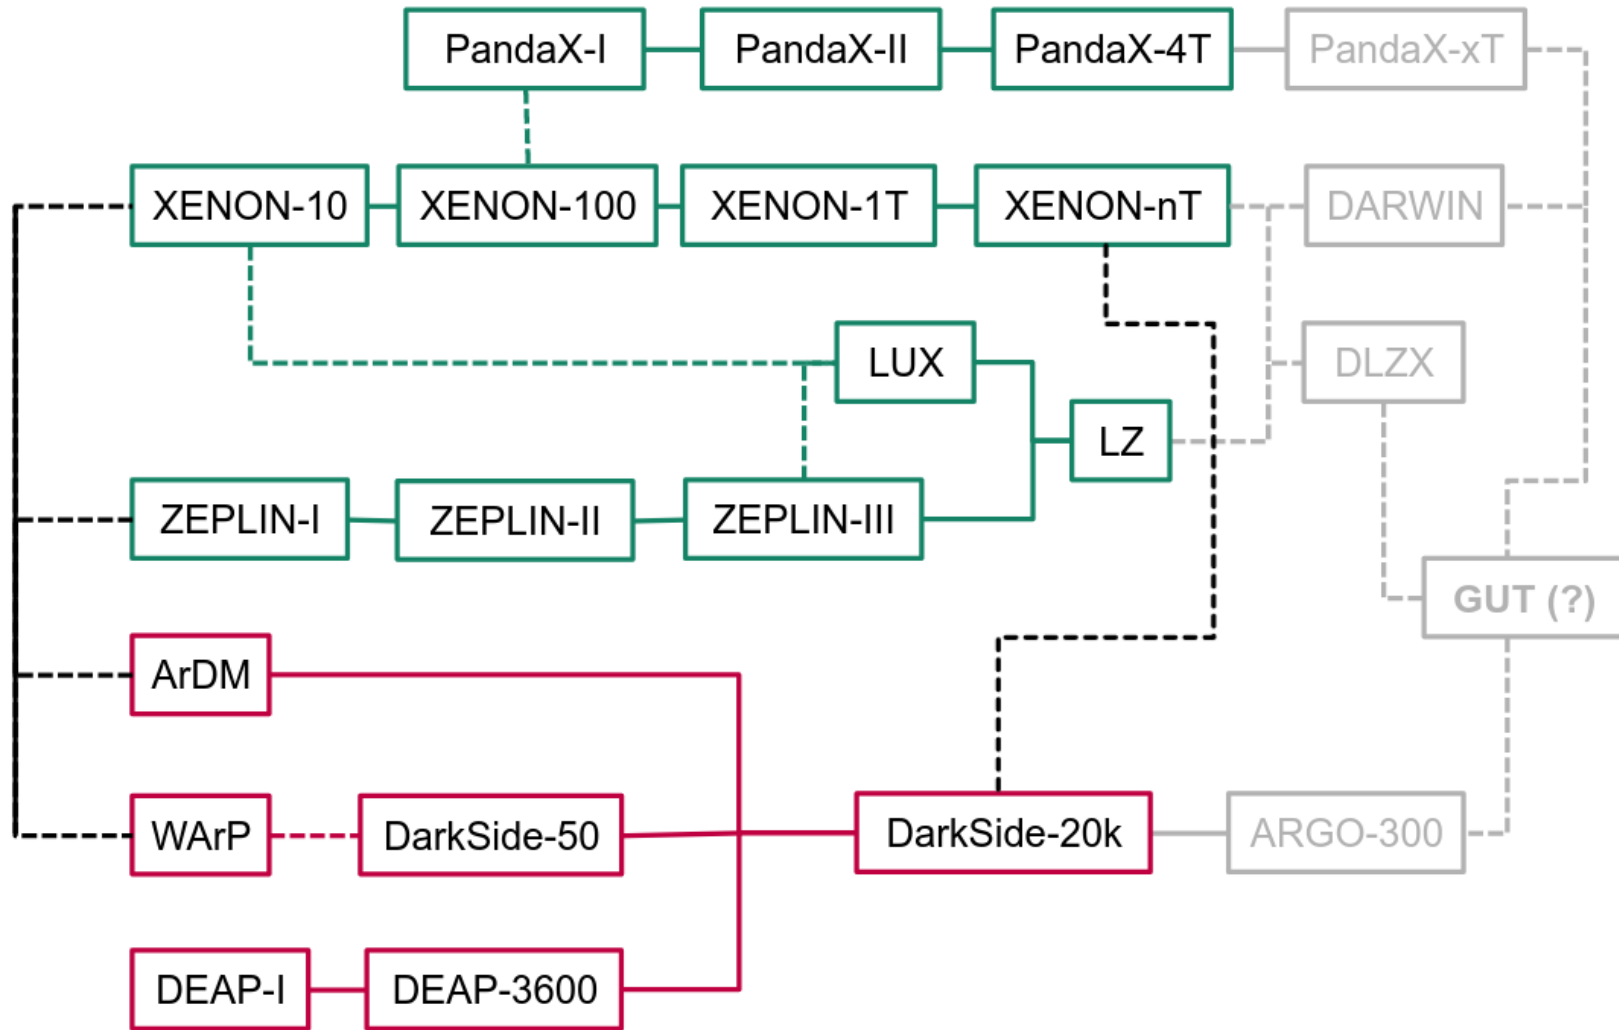 PandaX-I
PandaX-II
PandaX-4T
PandaX-xT
XENON-10
XENON-100
XENON-1T
XENON-nT
DARWIN
LUX
DLZX
LZ
ZEPLIN-I
ZEPLIN-II
ZEPLIN-III
GUT (?)
ArDM
WArP
DarkSide-50
DarkSide-20k
ARGO-300
DEAP-I
DEAP-3600